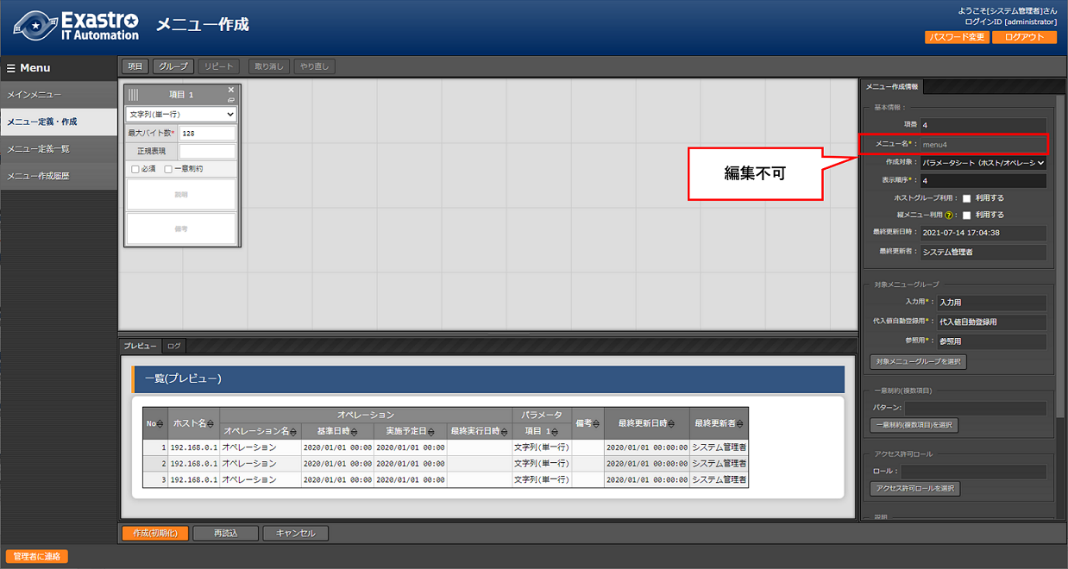 Exastro
IT Automation
メニュー作成
ようこそ[システム管理者]さん
ログインID [administrator]
パスワード変更 ログアウト
Menu
メインメニュー
メニュー定義・作成
メニュー定義一覧
メニュー作成履歴
項目 グループ リピート 取り消し やり直し
項目 1
文字列(単一行)
最大バイト数* 128
正規表現
必須 一意制約
説明
備考
編集不可
メニュー作成情報
基本情報：
項番 4
メニュー名*： menu4
作成対象： パラメータシート（ホスト/オペレーシ
表示順序*： 4
ホストグループ利用： 利用する
縦メニュー利用 ?： 利用する
最終更新日時： 2021-07-14 17:04:38
最終更新者： システム管理者
対象メニューグループ
入力用*： 入力用
代入値自動登録用*： 代入値自動登録用
参照用*： 参照用
対象メニューグループを選択
一意制約(複数項目)
パターン:
一意制約(複数項目)を選択
アクセス許可ロール
ロール：
アクセス許可ロールを選択
説明
プレビュー ログ
一覧(プレビュー)
No ホスト名 オペレーション パラメータ 備考 最終更新日時 最終更新者
オペレーション名 基準日時 実施予定日 最終実行日時 項目 1
1 192.168.0.1 オペレーション 2020/01/01 00:00 2020/01/01 00:00 文字列(単一行) 2020/01/01 00:00:00 システム管理者
2 192.168.0.1 オペレーション 2020/01/01 00:00 2020/01/01 00:00 文字列(単一行) 2020/01/01 00:00:00 システム管理者
3 192.168.0.1 オペレーション 2020/01/01 00:00 2020/01/01 00:00 文字列(単一行) 2020/01/01 00:00:00 システム管理者
作成(初期化) 再読込 キャンセル
管理者に連絡